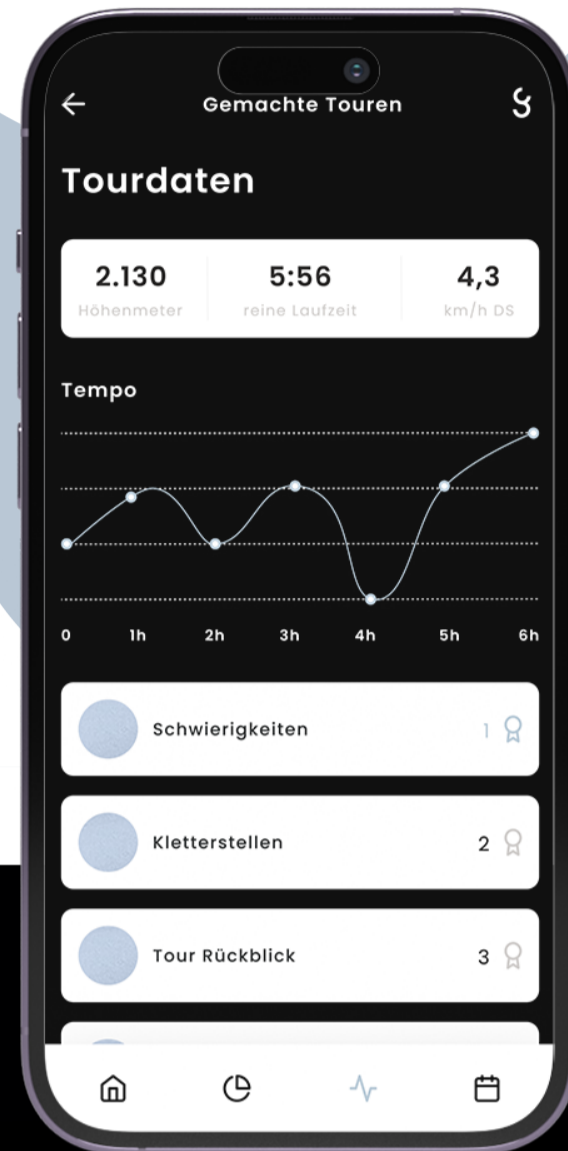 Gemachte Touren
Tourdaten
2.130 5:56 4,3
Höhenmeter reine Laufzeit km/h DS
Tempo
0 1h 2h 3h 4h 5h 6h
Schwierigkeiten 1
Kletterstellen 2
Tour Rückblick 3